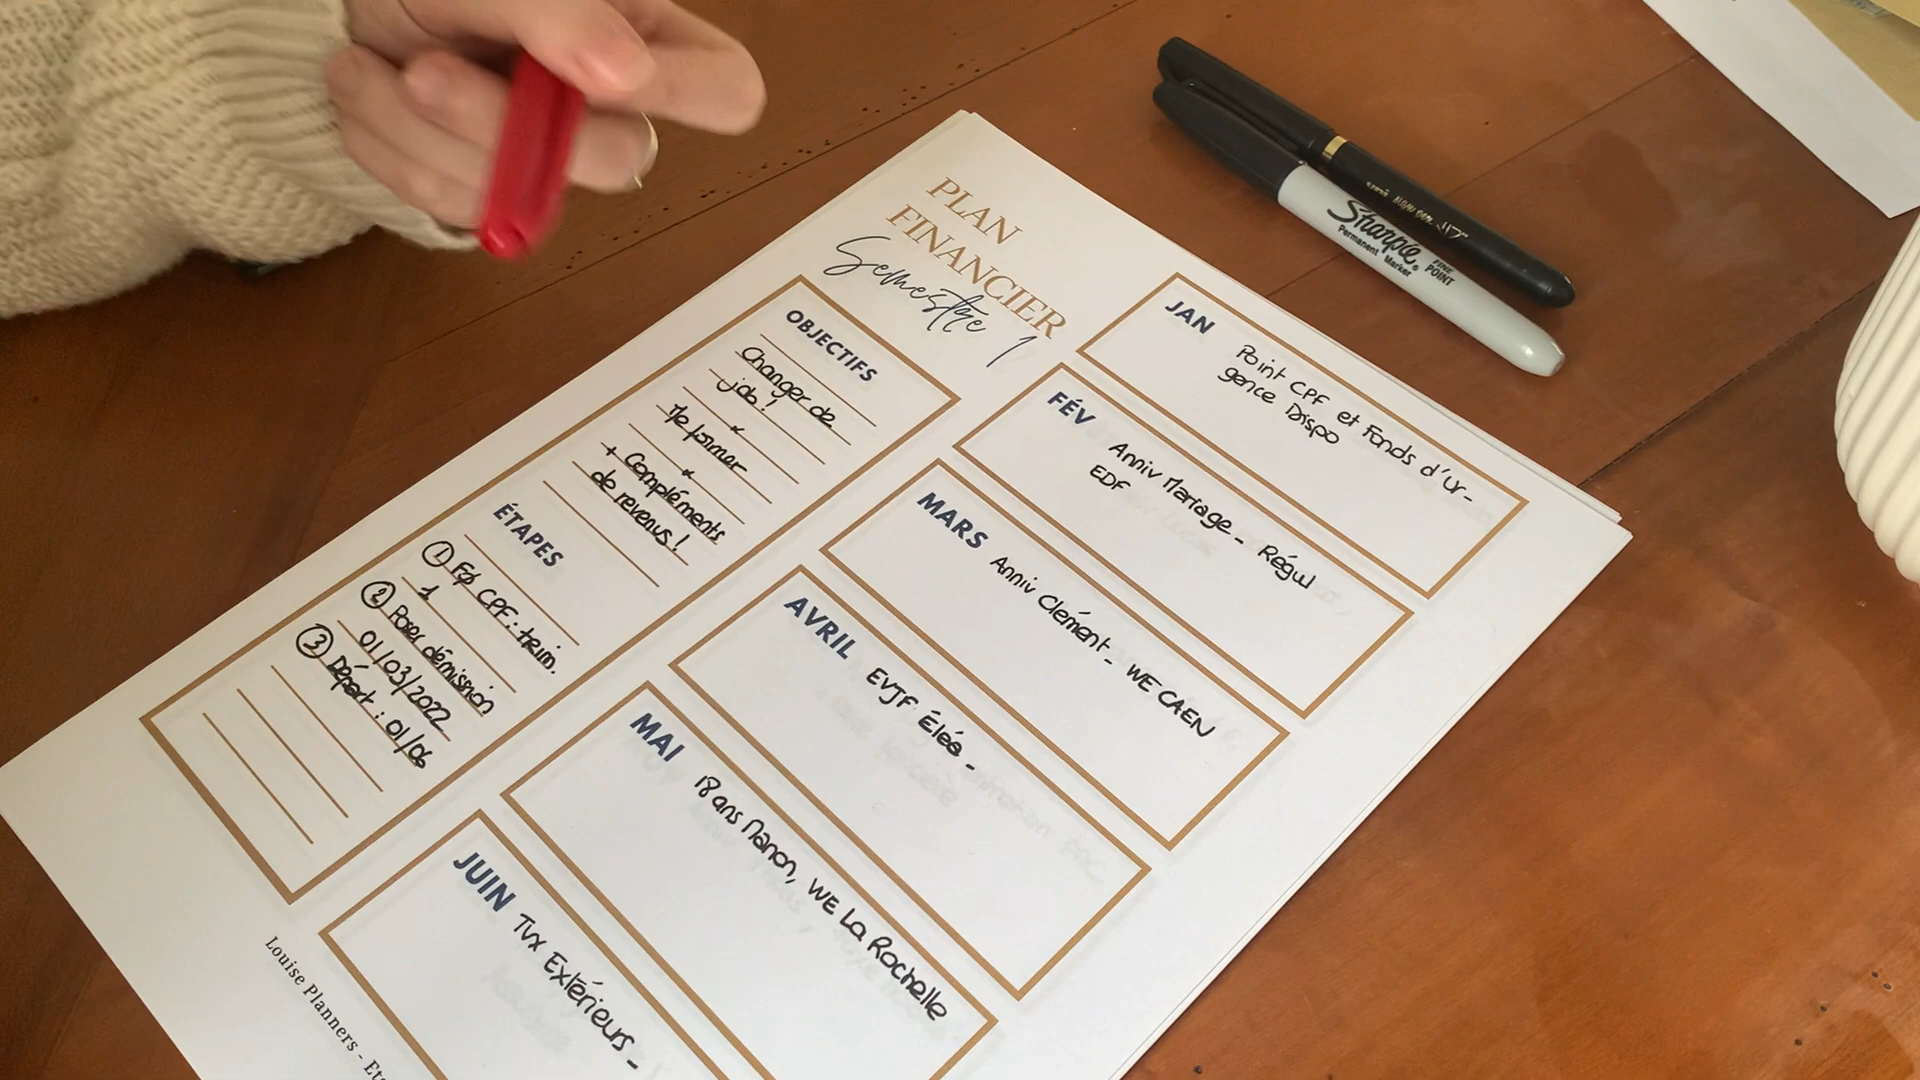 PLAN
FINANCIER
Semestre 1
OBJECTIFS
Changer de
job !
*
Me former
*
+ Compléments
de revenus !
ÉTAPES
① CPF : trim.
1
② Poser démission
01/03/2022
③ Départ : 01/06
JAN
Point CPF et Fonds d'Ur-
gence Dispo
FÉV
Anniv Mariage - Régul
EDF
MARS
Anniv Clément - WE CAEN
AVRIL
EVJF Éléa -
MAI
18 ans Manon, WE La Rochelle
JUIN
Tvx Extérieurs -
Louise Planners -
Sharpie
FINE
POINT
Permanent Marker